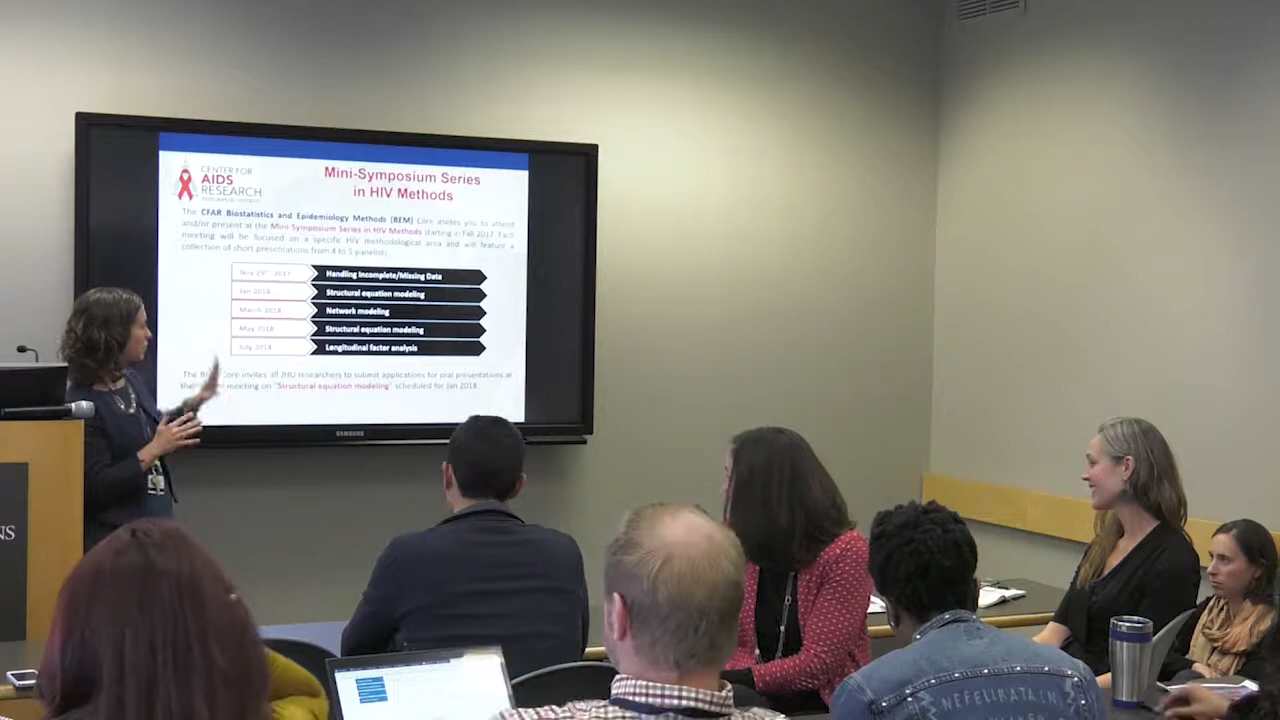 CENTER FOR
AIDS
RESEARCH
Mini-Symposium Series
in HIV Methods
The CFAR Biostatistics and Epidemiology Methods (BEM) Core invites you to attend
and/or present at the Mini-Symposium Series in HIV Methods starting in Fall 2017. Each
meeting will be focused on a specific HIV methodological area and will feature a
collection of short presentations from 4 to 5 panelists.
Nov 29th, 2017 Handling Incomplete/Missing Data
Jan 2018 Structural equation modeling
March 2018 Network modeling
May 2018 Structural equation modeling
July 2018 Longitudinal factor analysis
The Core invites all JHU researchers to submit applications for oral presentations at
the meeting on "Structural equation modeling" scheduled for Jan 2018.
SAMSUNG
NS